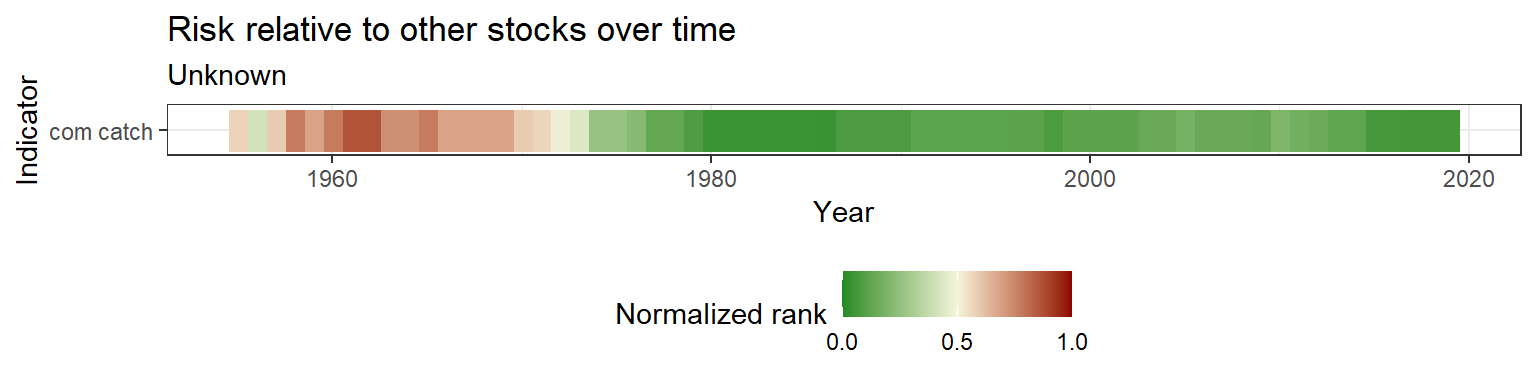 Risk relative to other stocks over time
Unknown
Indicator
com catch
1960 1980 2000 2020
Year
Normalized rank
0.0 0.5 1.0